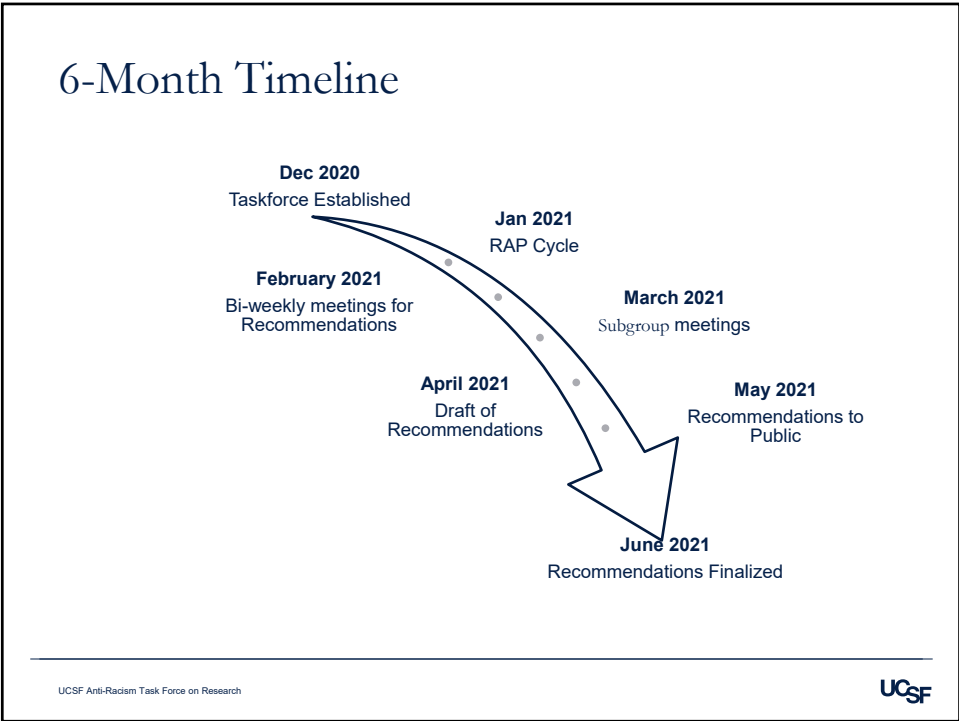 6-Month Timeline
Dec 2020
Taskforce Established
Jan 2021
RAP Cycle
February 2021
Bi-weekly meetings for
Recommendations
March 2021
Subgroup meetings
April 2021
Draft of
Recommendations
May 2021
Recommendations to
Public
June 2021
Recommendations Finalized
UCSF Anti-Racism Task Force on Research
UCSF